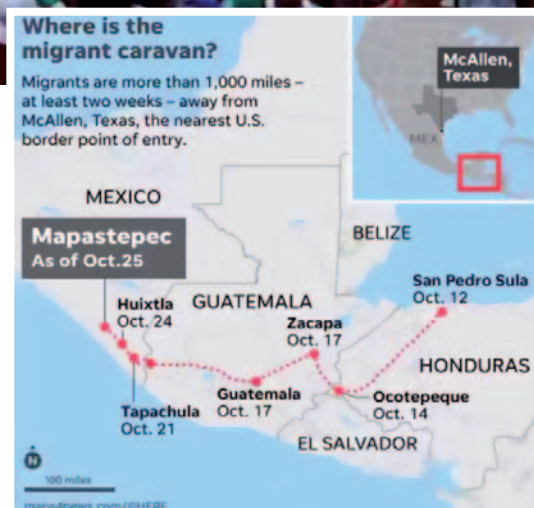 Where is the
migrant caravan?
Migrants are more than 1,000 miles –
at least two weeks – away from
McAllen, Texas, the nearest U.S.
border point of entry.
McAllen,
Texas
MEX
MEXICO
Mapastepec
As of Oct.25
BELIZE
San Pedro Sula
Oct. 12
Huixtla
Oct. 24
GUATEMALA
Zacapa
Oct. 17
HONDURAS
Guatemala
Oct. 17
Ocotepeque
Oct. 14
Tapachula
Oct. 21
EL SALVADOR
N
100 miles
maps4news.com/©HERE